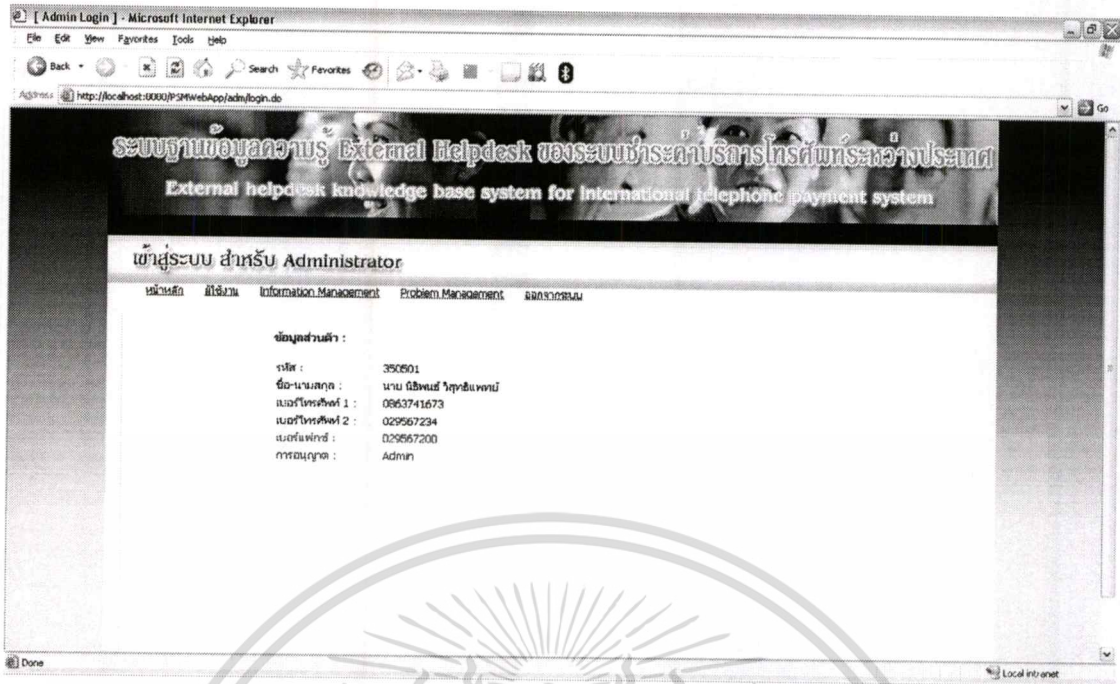 [ Admin Login ] - Microsoft Internet Explorer
File Edit View Favorites Tools Help
Back Search Favorites
Address http://localhost:8080/PSMWebApp/adm/login.do Go
ระบบฐานข้อมูลความรู้ External Helpdesk ของระบบชำระค่าบริการโทรศัพท์ระหว่างประเทศ
External helpdesk knowledge base system for international telephone payment system
เข้าสู่ระบบ สำหรับ Administrator
หน้าหลัก ผู้ใช้งาน Information Management Problem Management ออกจากระบบ
ข้อมูลส่วนตัว :
รหัส : 350501
ชื่อ-นามสกุล : นาย นิธิพนธ์ วิสุทธิแพทย์
เบอร์โทรศัพท์ 1 : 0863741673
เบอร์โทรศัพท์ 2 : 029567234
เบอร์แฟกซ์ : 029567200
การอนุญาต : Admin
Done Local intranet